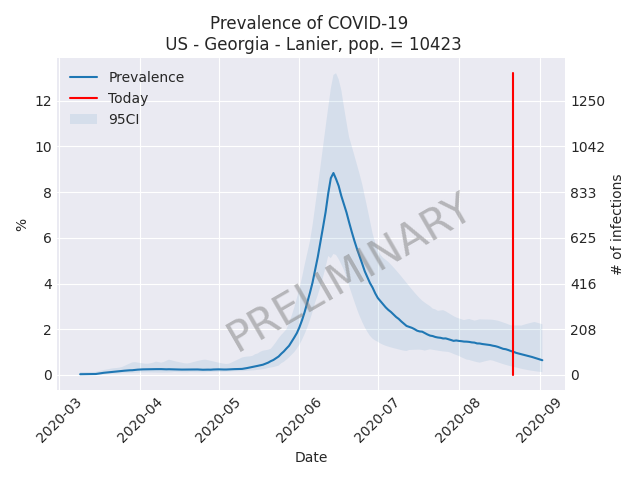 Prevalence of COVID-19
US - Georgia - Lanier, pop. = 10423
Prevalence
Today
95CI
PRELIMINARY
%
12
10
8
6
4
2
0
1250
1042
833
625
416
208
0
# of infections
2020-03
2020-04
2020-05
2020-06
2020-07
2020-08
2020-09
Date